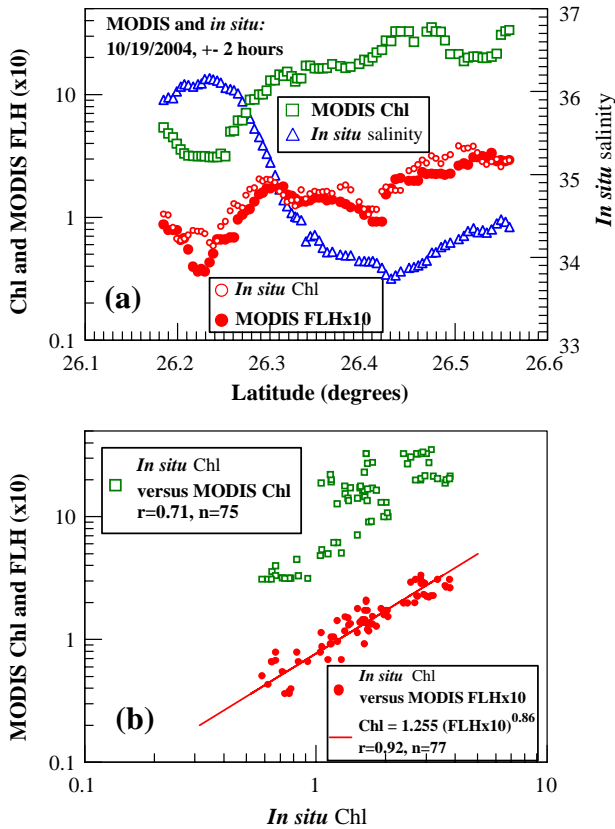 MODIS and in situ:
10/19/2004, +- 2 hours
37
10
36
MODIS Chl
In situ salinity
Chl and MODIS FLH (x10)
In situ salinity
35
1
34
(a)
In situ Chl
MODIS FLHx10
0.1
33
26.1 26.2 26.3 26.4 26.5 26.6
Latitude (degrees)
In situ Chl
versus MODIS Chl
r=0.71, n=75
10
MODIS Chl and FLH (x10)
1
(b)
In situ Chl
versus MODIS FLHx10
Chl = 1.255 (FLHx10)^0.86
r=0.92, n=77
0.1
0.1 1 10
In situ Chl